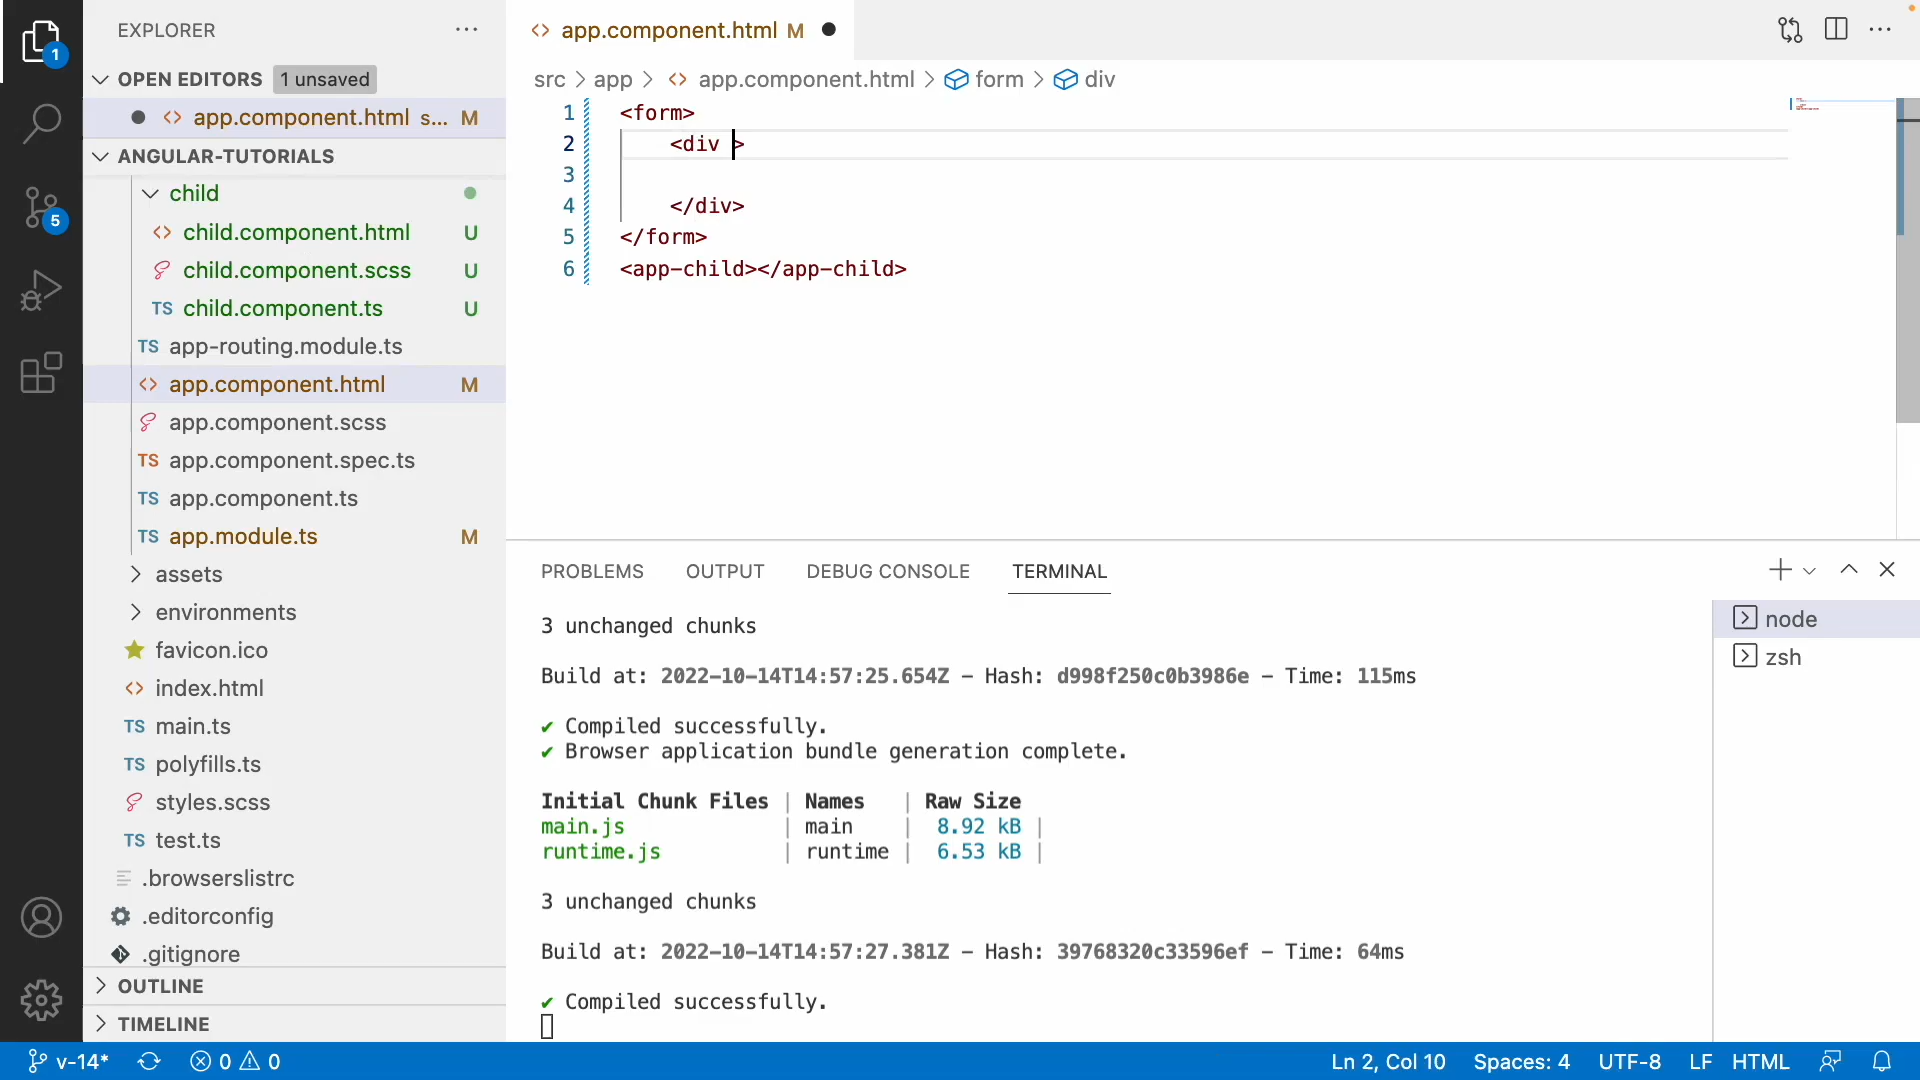 EXPLORER
1
OPEN EDITORS 1 unsaved
app.component.html s... M
ANGULAR-TUTORIALS
child
child.component.html U
5
child.component.scss U
TS child.component.ts U
TS app-routing.module.ts
app.component.html M
app.component.scss
TS app.component.spec.ts
TS app.component.ts
TS app.module.ts M
assets
environments
favicon.ico
index.html
TS main.ts
TS polyfills.ts
styles.scss
TS test.ts
.browserslistrc
.editorconfig
.gitignore
OUTLINE
TIMELINE
app.component.html M
src > app > app.component.html > form > div
1 <form>
2 <div >
3
4 </div>
5 </form>
6 <app-child></app-child>
PROBLEMS OUTPUT DEBUG CONSOLE TERMINAL
node
zsh
3 unchanged chunks
Build at: 2022-10-14T14:57:25.654Z - Hash: d998f250c0b3986e - Time: 115ms
✔ Compiled successfully.
✔ Browser application bundle generation complete.
Initial Chunk Files | Names | Raw Size
main.js | main | 8.92 kB |
runtime.js | runtime | 6.53 kB |
3 unchanged chunks
Build at: 2022-10-14T14:57:27.381Z - Hash: 39768320c33596ef - Time: 64ms
✔ Compiled successfully.
v-14* 0 0 Ln 2, Col 10 Spaces: 4 UTF-8 LF HTML